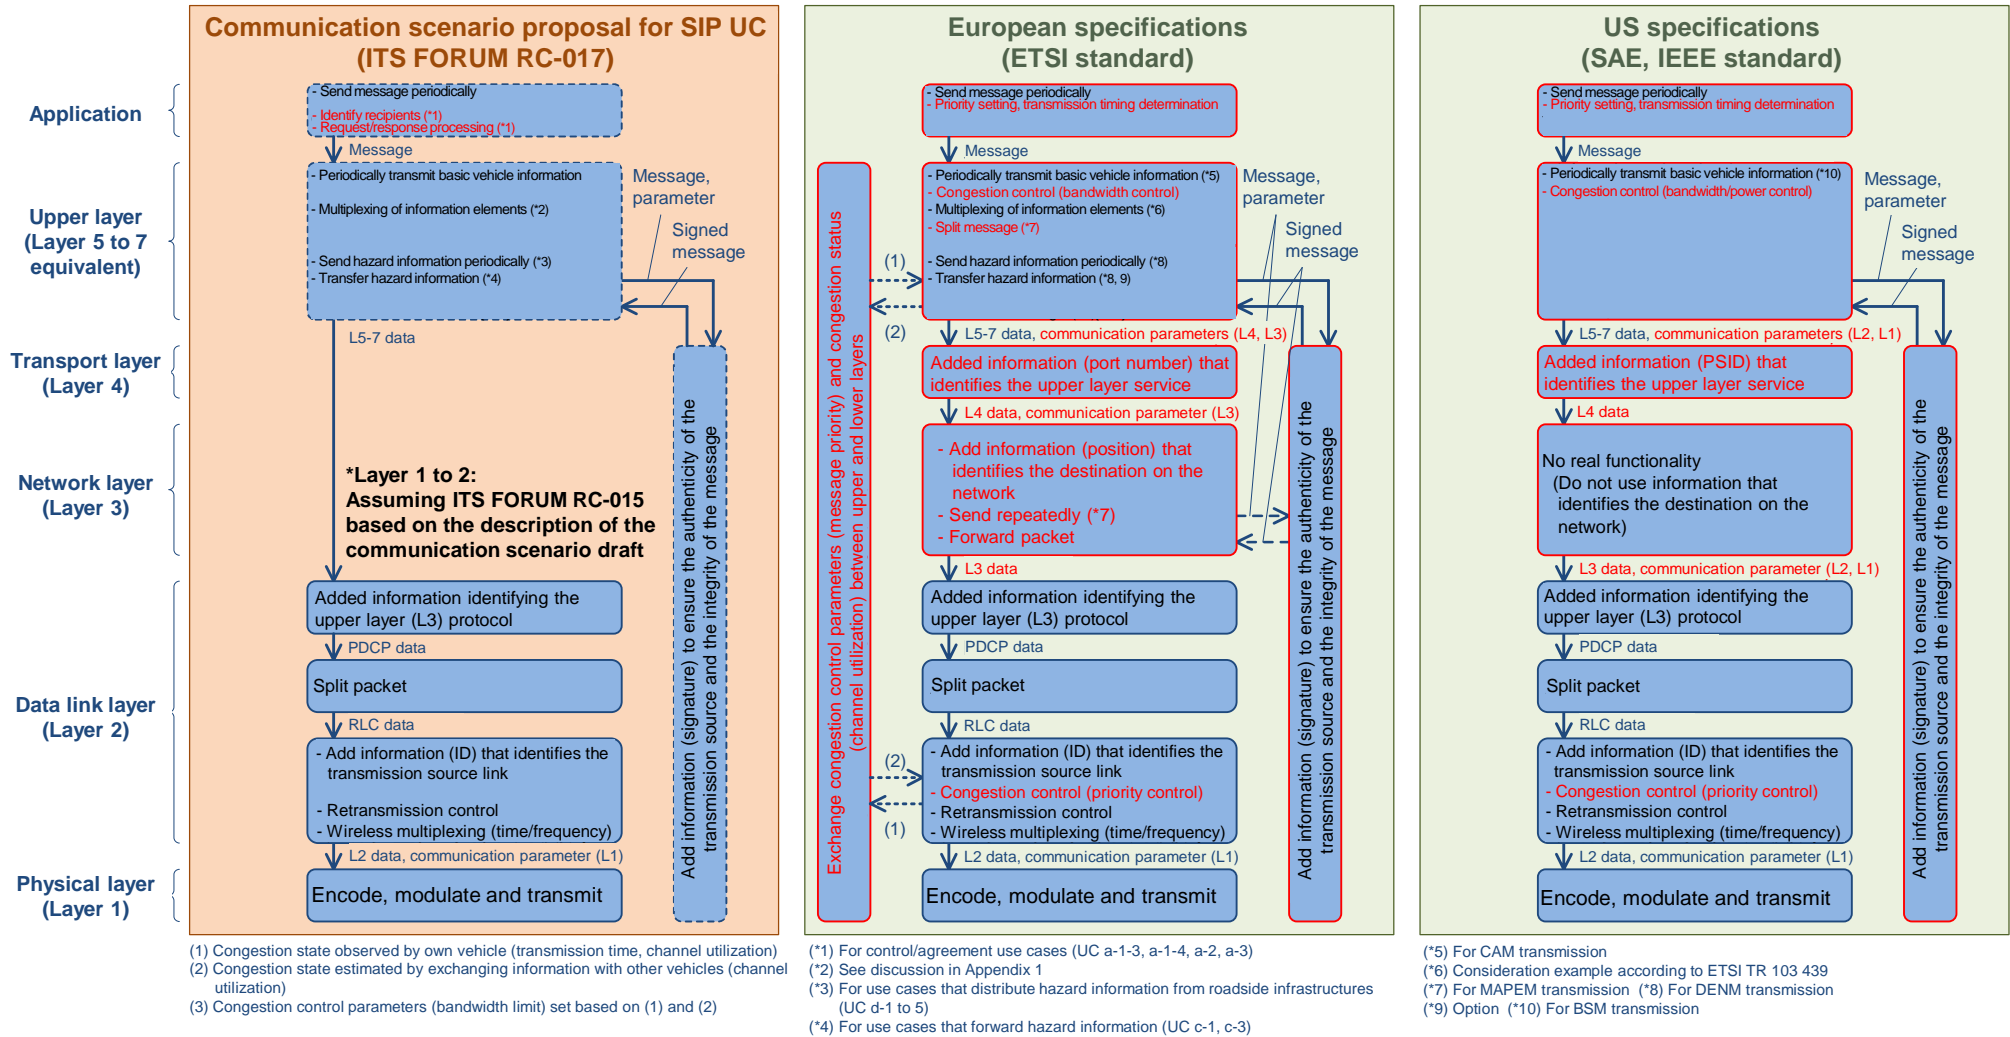 Communication scenario proposal for SIP UC
(ITS FORUM RC-017)
European specifications
(ETSI standard)
US specifications
(SAE, IEEE standard)
Application
Upper layer
(Layer 5 to 7
equivalent)
Transport layer
(Layer 4)
Network layer
(Layer 3)
Data link layer
(Layer 2)
Physical layer
(Layer 1)
- Send message periodically
- Identify recipients (*1)
- Request/response processing (*1)
Message
- Periodically transmit basic vehicle information
- Multiplexing of information elements (*2)
- Send hazard information periodically (*3)
- Transfer hazard information (*4)
Message,
parameter
Signed
message
L5-7 data
*Layer 1 to 2:
Assuming ITS FORUM RC-015
based on the description of the
communication scenario draft
Added information identifying the
upper layer (L3) protocol
PDCP data
Split packet
RLC data
- Add information (ID) that identifies the
transmission source link
- Retransmission control
- Wireless multiplexing (time/frequency)
L2 data, communication parameter (L1)
Encode, modulate and transmit
Add information (signature) to ensure the authenticity of the
transmission source and the integrity of the message
Exchange congestion control parameters (message priority) and congestion status
(channel utilization) between upper and lower layers
- Send message periodically
- Priority setting, transmission timing determination
Message
- Periodically transmit basic vehicle information (*5)
- Congestion control (bandwidth control)
- Multiplexing of information elements (*6)
- Split message (*7)
- Send hazard information periodically (*8)
- Transfer hazard information (*8, 9)
(1)
(2)
Message,
parameter
Signed
message
L5-7 data, communication parameters (L4, L3)
Added information (port number) that
identifies the upper layer service
L4 data, communication parameter (L3)
- Add information (position) that
identifies the destination on the
network
- Send repeatedly (*7)
- Forward packet
L3 data
Added information identifying the
upper layer (L3) protocol
PDCP data
Split packet
RLC data
(2)
(1)
- Add information (ID) that identifies the
transmission source link
- Congestion control (priority control)
- Retransmission control
- Wireless multiplexing (time/frequency)
L2 data, communication parameter (L1)
Encode, modulate and transmit
Add information (signature) to ensure the authenticity of the
transmission source and the integrity of the message
- Send message periodically
- Priority setting, transmission timing determination
Message
- Periodically transmit basic vehicle information (*10)
- Congestion control (bandwidth/power control)
Message,
parameter
Signed
message
L5-7 data, communication parameters (L2, L1)
Added information (PSID) that
identifies the upper layer service
L4 data
No real functionality
(Do not use information that
identifies the destination on the
network)
L3 data, communication parameter (L2, L1)
Added information identifying the
upper layer (L3) protocol
PDCP data
Split packet
RLC data
- Add information (ID) that identifies the
transmission source link
- Congestion control (priority control)
- Retransmission control
- Wireless multiplexing (time/frequency)
L2 data, communication parameter (L1)
Encode, modulate and transmit
Add information (signature) to ensure the authenticity of the
transmission source and the integrity of the message
(1) Congestion state observed by own vehicle (transmission time, channel utilization)
(2) Congestion state estimated by exchanging information with other vehicles (channel
utilization)
(3) Congestion control parameters (bandwidth limit) set based on (1) and (2)
(*1) For control/agreement use cases (UC a-1-3, a-1-4, a-2, a-3)
(*2) See discussion in Appendix 1
(*3) For use cases that distribute hazard information from roadside infrastructures
(UC d-1 to 5)
(*4) For use cases that forward hazard information (UC c-1, c-3)
(*5) For CAM transmission
(*6) Consideration example according to ETSI TR 103 439
(*7) For MAPEM transmission (*8) For DENM transmission
(*9) Option (*10) For BSM transmission